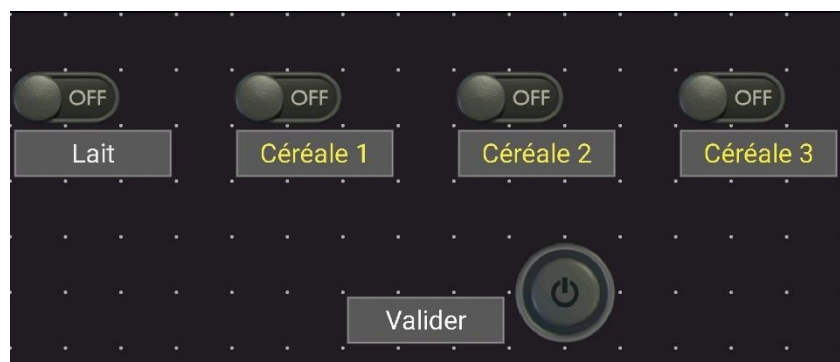 OFF OFF OFF OFF
Lait Céréale 1 Céréale 2 Céréale 3
Valider